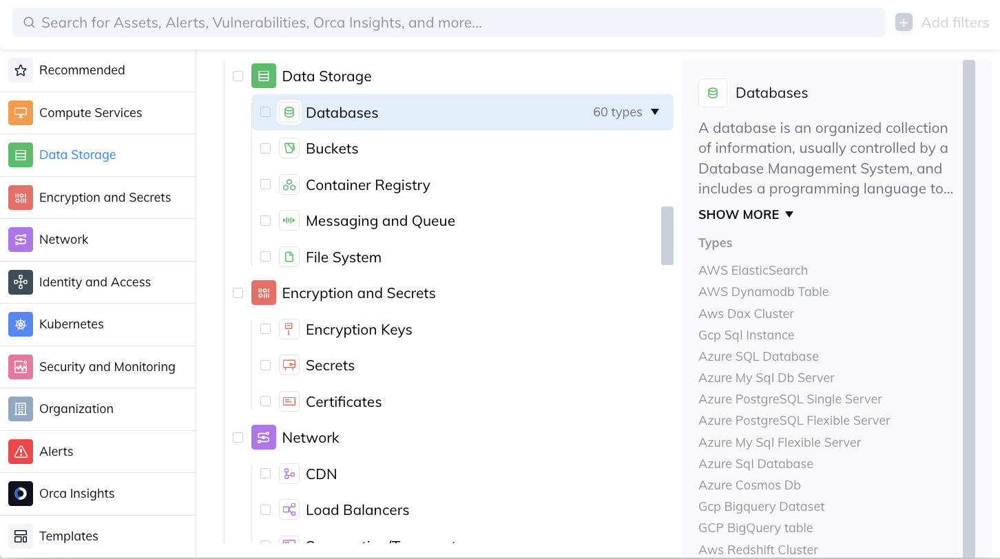 Search for Assets, Alerts, Vulnerabilities, Orca Insights, and more...
Add filters
Recommended
Compute Services
Data Storage
Encryption and Secrets
Network
Identity and Access
Kubernetes
Security and Monitoring
Organization
Alerts
Orca Insights
Templates
Data Storage
Databases
60 types
Buckets
Container Registry
Messaging and Queue
File System
Encryption and Secrets
Encryption Keys
Secrets
Certificates
Network
CDN
Load Balancers
Databases
A database is an organized collection
of information, usually controlled by a
Database Management System, and
includes a programming language to...
SHOW MORE
Types
AWS ElasticSearch
AWS Dynamodb Table
Aws Dax Cluster
Gcp Sql Instance
Azure SQL Database
Azure My Sql Db Server
Azure PostgreSQL Single Server
Azure PostgreSQL Flexible Server
Azure My Sql Flexible Server
Azure Sql Database
Azure Cosmos Db
Gcp Bigquery Dataset
GCP BigQuery table
Aws Redshift Cluster